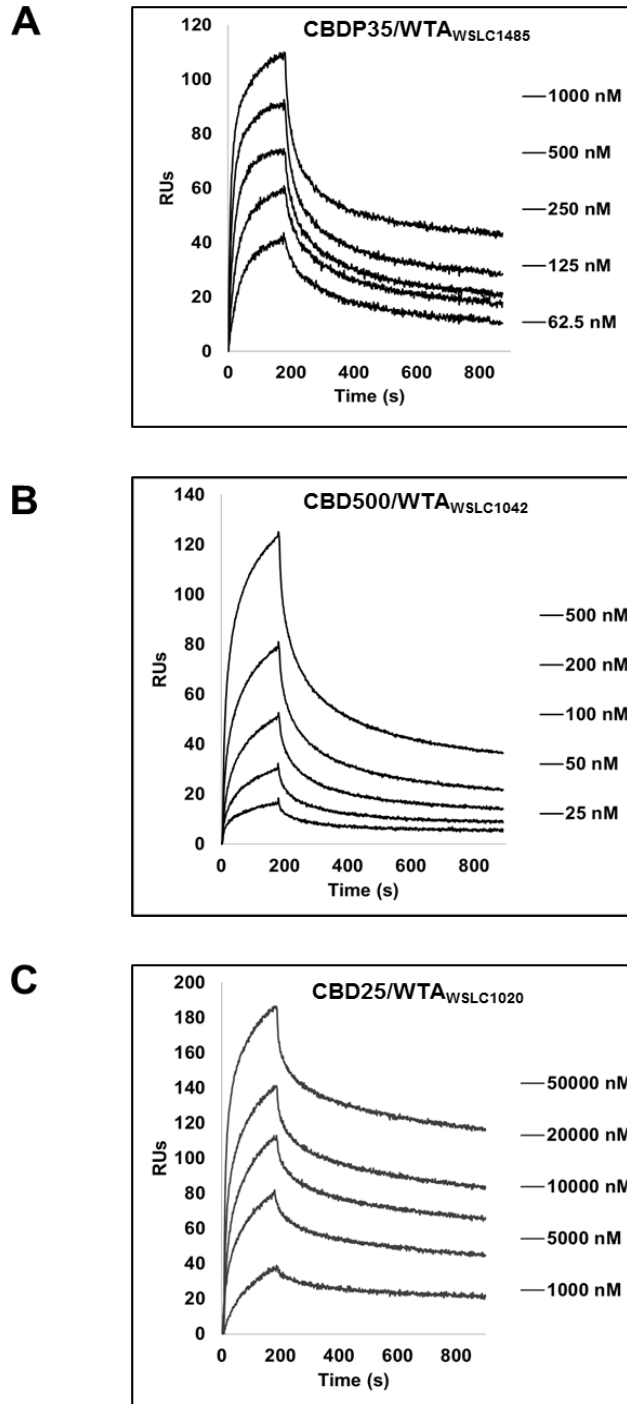 A
CBDP35/WTAWSLC1485
120
100
80
60
40
20
0
RUs
0 200 400 600 800
Time (s)
1000 nM
500 nM
250 nM
125 nM
62.5 nM
B
CBD500/WTAWSLC1042
140
120
100
80
60
40
20
0
RUs
0 200 400 600 800
Time (s)
500 nM
200 nM
100 nM
50 nM
25 nM
C
CBD25/WTAWSLC1020
200
180
160
140
120
100
80
60
40
20
0
RUs
0 200 400 600 800
Time (s)
50000 nM
20000 nM
10000 nM
5000 nM
1000 nM